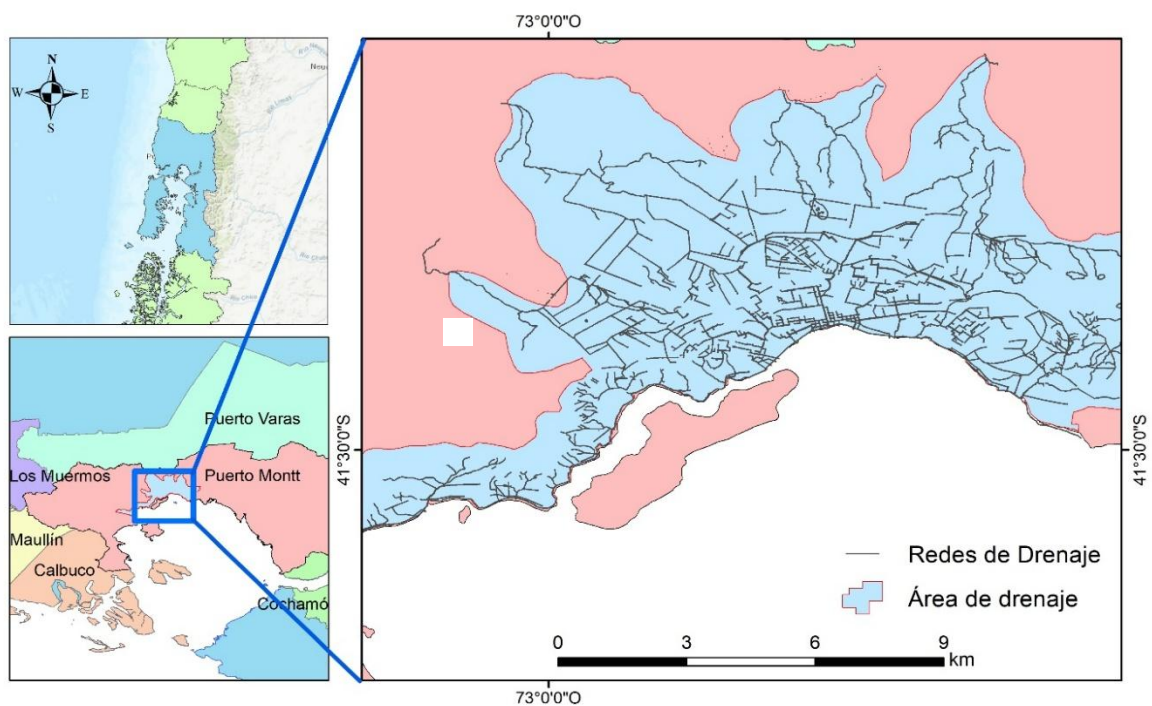 73°0'0"O
N
W
E
S
Puerto Varas
Los Muermos
Puerto Montt
Maullín
Calbuco
Cochamó
41°30'0"S
41°30'0"S
Redes de Drenaje
Área de drenaje
0 3 6 9
km
73°0'0"O